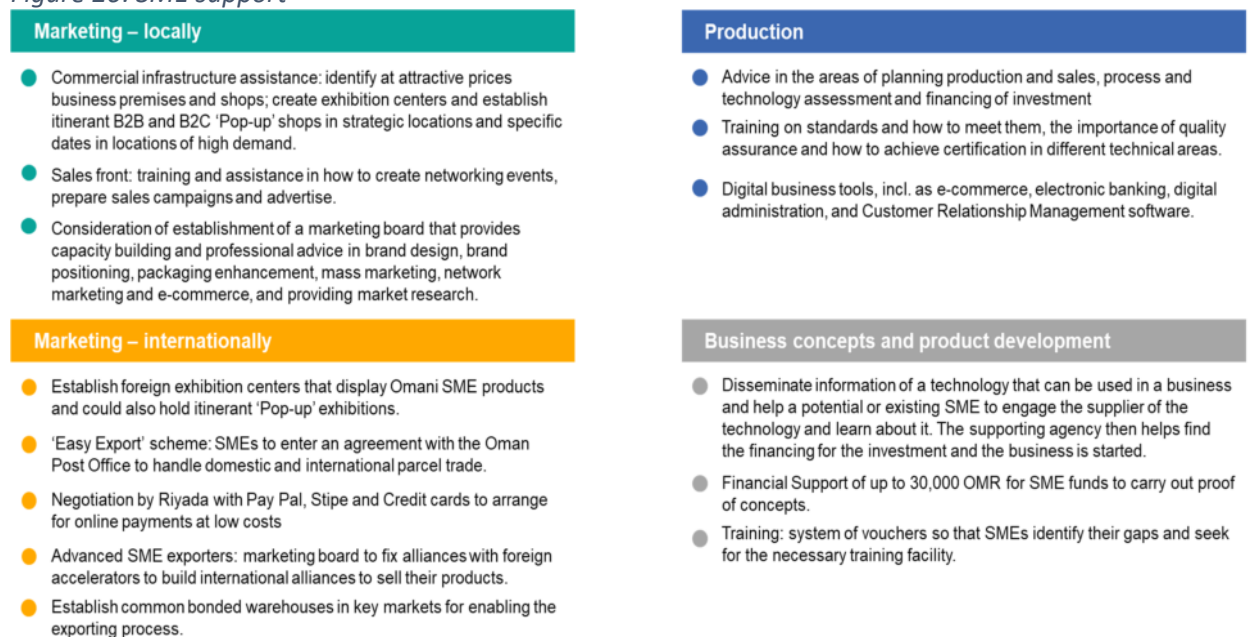 Marketing – locally
Commercial infrastructure assistance: identify at attractive prices
business premises and shops; create exhibition centers and establish
itinerant B2B and B2C ‘Pop-up’ shops in strategic locations and specific
dates in locations of high demand.
Sales front: training and assistance in how to create networking events,
prepare sales campaigns and advertise.
Consideration of establishment of a marketing board that provides
capacity building and professional advice in brand design, brand
positioning, packaging enhancement, mass marketing, network
marketing and e-commerce, and providing market research.
Production
Advice in the areas of planning production and sales, process and
technology assessment and financing of investment
Training on standards and how to meet them, the importance of quality
assurance and how to achieve certification in different technical areas.
Digital business tools, incl. as e-commerce, electronic banking, digital
administration, and Customer Relationship Management software.
Marketing – internationally
Establish foreign exhibition centers that display Omani SME products
and could also hold itinerant ‘Pop-up’ exhibitions.
‘Easy Export’ scheme: SMEs to enter an agreement with the Oman
Post Office to handle domestic and international parcel trade.
Negotiation by Riyada with Pay Pal, Stipe and Credit cards to arrange
for online payments at low costs
Advanced SME exporters: marketing board to fix alliances with foreign
accelerators to build international alliances to sell their products.
Establish common bonded warehouses in key markets for enabling the
exporting process.
Business concepts and product development
Disseminate information of a technology that can be used in a business
and help a potential or existing SME to engage the supplier of the
technology and learn about it. The supporting agency then helps find
the financing for the investment and the business is started.
Financial Support of up to 30,000 OMR for SME funds to carry out proof
of concepts.
Training: system of vouchers so that SMEs identify their gaps and seek
for the necessary training facility.